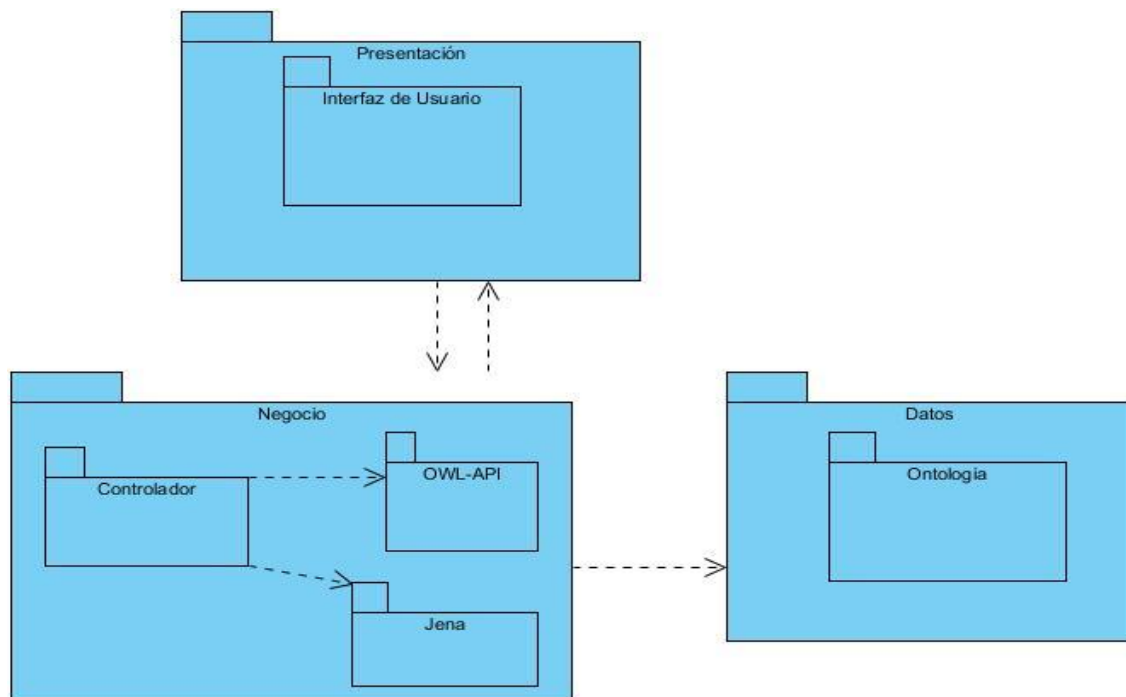 Presentación
Interfaz de Usuario
Negocio
Datos
Controlador
OWL-API
Ontologia
Jena